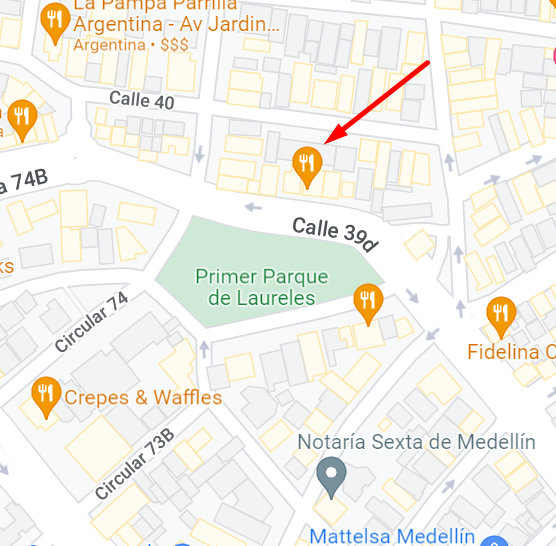 La Pampa Parrilla
Argentina - Av Jardin...
Argentina • $$$
Calle 40
a
a 74B
Calle 39d
ks
Primer Parque
de Laureles
Circular 74
Fidelina C
Crepes & Waffles
Circular 73B
Notaría Sexta de Medellín
Mattelsa Medellín